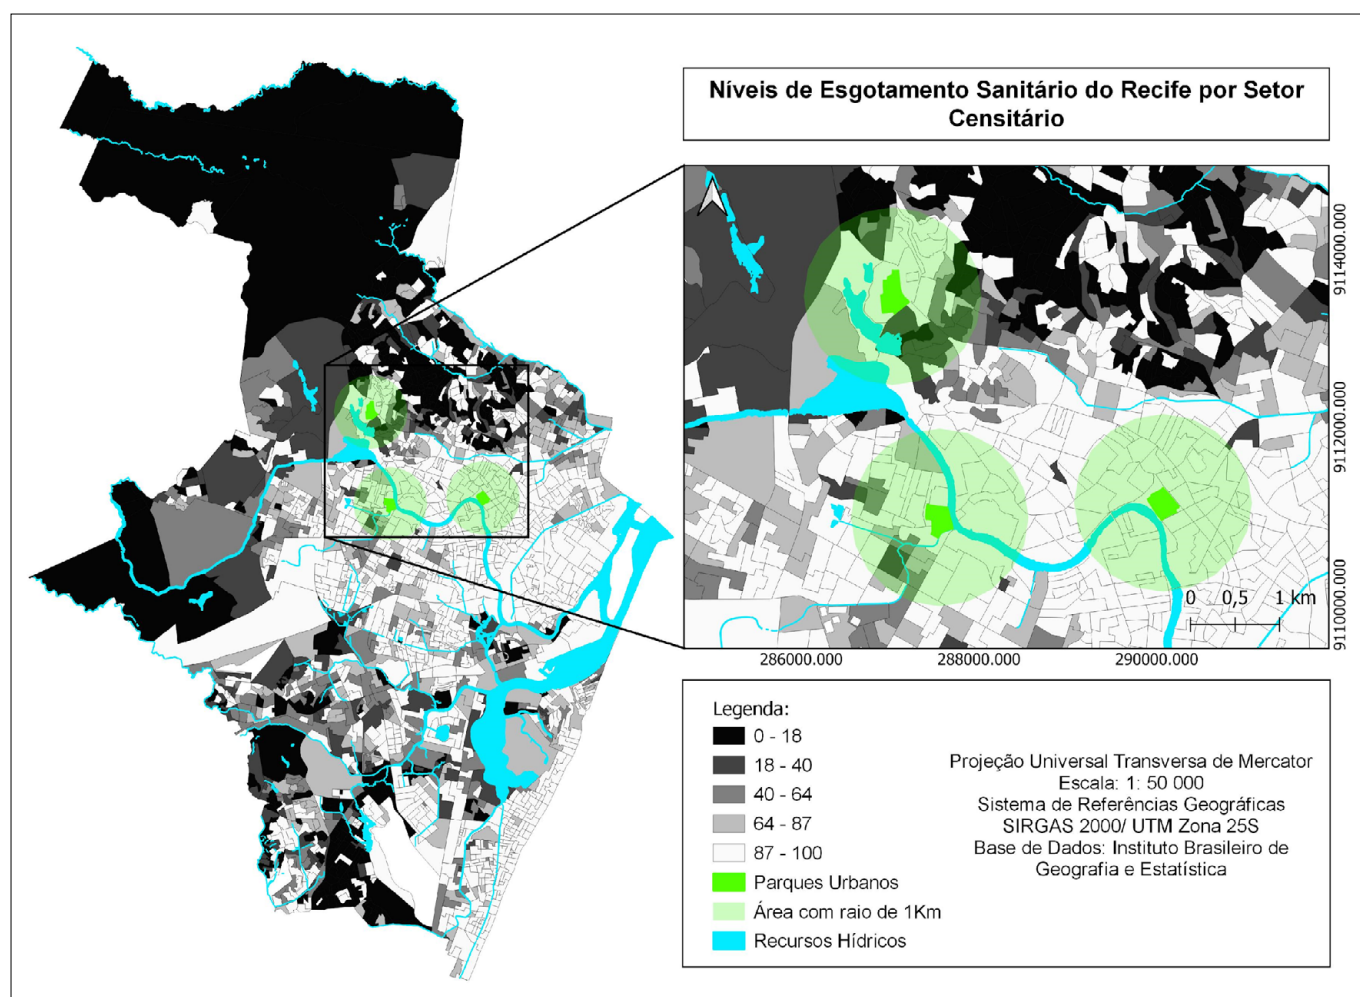 Níveis de Esgotamento Sanitário do Recife por Setor
Censitário
9114000.000
9112000.000
9110000.000
0 0,5 1 km
286000.000 288000.000 290000.000
Legenda:
0 - 18
18 - 40
40 - 64
64 - 87
87 - 100
Parques Urbanos
Área com raio de 1Km
Recursos Hídricos
Projeção Universal Transversa de Mercator
Escala: 1: 50 000
Sistema de Referências Geográficas
SIRGAS 2000/ UTM Zona 25S
Base de Dados: Instituto Brasileiro de
Geografia e Estatística